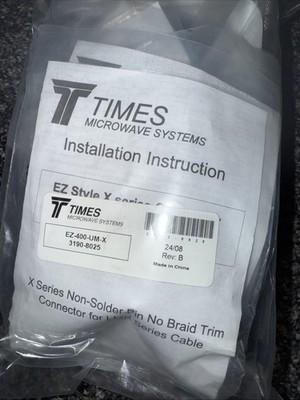 TIMES
MICROWAVE SYSTEMS
Installation Instruction
EZ Style X series
TIMES
MICROWAVE SYSTEMS
EZ-400-UM-X
3190-8025
24/08
Rev: B
Made in China
X Series Non-Solder Pin No Braid Trim
Connector for Series Cable